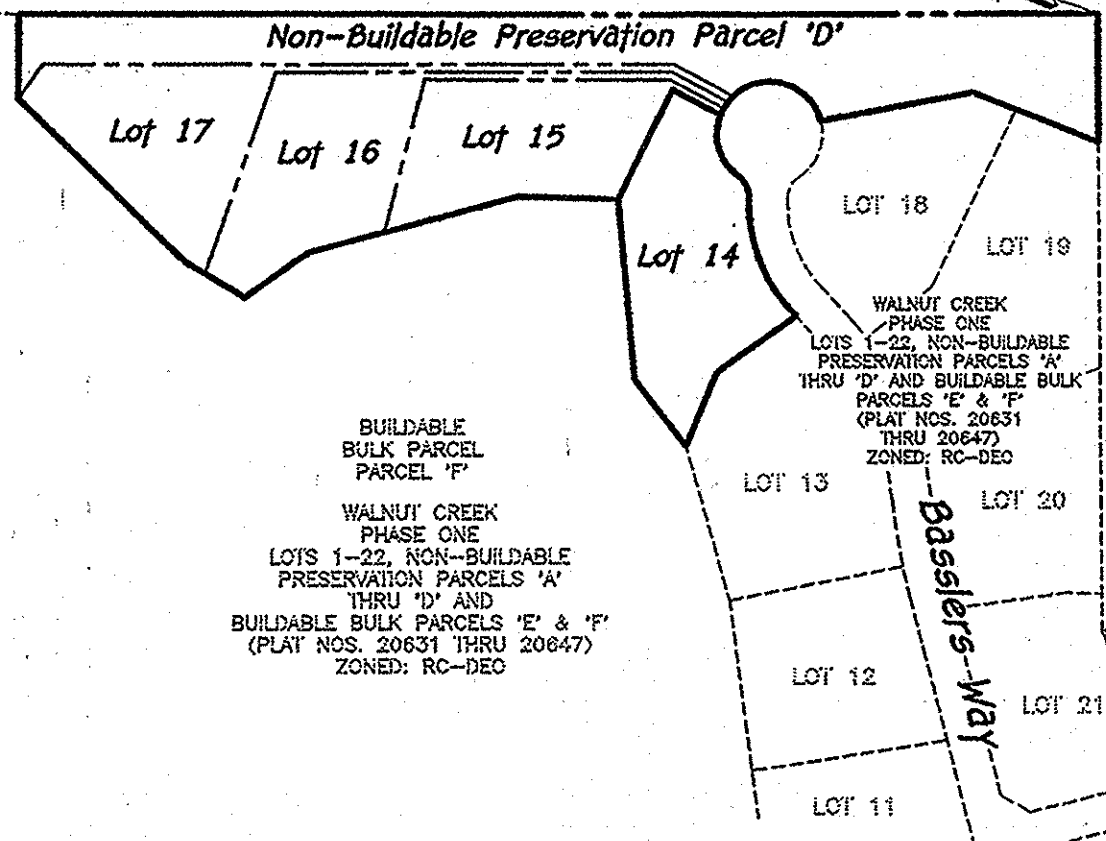 Non-Buildable Preservation Parcel 'D'
Lot 17
Lot 16
Lot 15
Lot 14
LOT 18
LOT 19
WALNUT CREEK
PHASE ONE
LOTS 1-22, NON-BUILDABLE
PRESERVATION PARCELS 'A'
THRU 'D' AND BUILDABLE BULK
PARCELS 'E' & 'F'
(PLAT NOS. 20631
THRU 20647)
ZONED: RC-DEO
BUILDABLE
BULK PARCEL
PARCEL 'F'
WALNUT CREEK
PHASE ONE
LOTS 1-22, NON-BUILDABLE
PRESERVATION PARCELS 'A'
THRU 'D' AND
BUILDABLE BULK PARCELS 'E' & 'F'
(PLAT NOS. 20631 THRU 20647)
ZONED: RC-DEO
LOT 13
LOT 20
Basslers Way
LOT 12
LOT 21
LOT 11